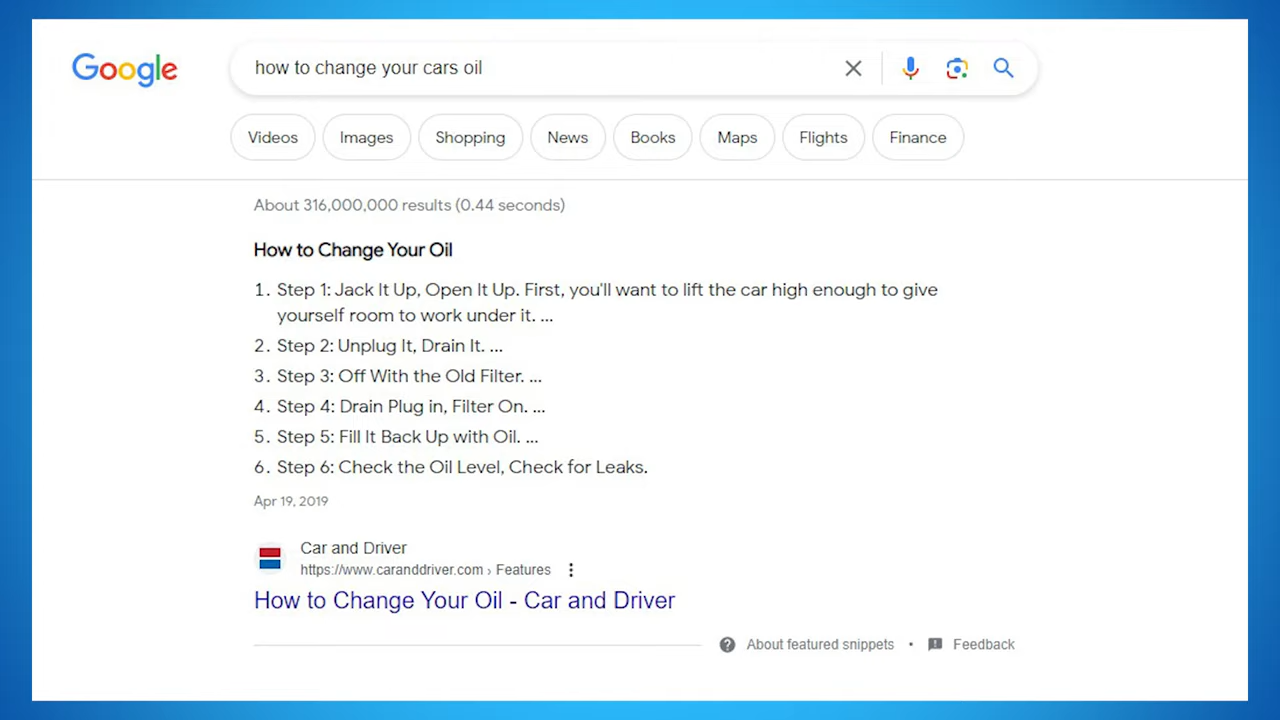 Google
how to change your cars oil
Videos Images Shopping News Books Maps Flights Finance
About 316,000,000 results (0.44 seconds)
How to Change Your Oil
1. Step 1: Jack It Up, Open It Up. First, you'll want to lift the car high enough to give
yourself room to work under it. ...
2. Step 2: Unplug It, Drain It. ...
3. Step 3: Off With the Old Filter. ...
4. Step 4: Drain Plug in, Filter On. ...
5. Step 5: Fill It Back Up with Oil. ...
6. Step 6: Check the Oil Level, Check for Leaks.
Apr 19, 2019
Car and Driver
https://www.caranddriver.com › Features
How to Change Your Oil - Car and Driver
About featured snippets • Feedback